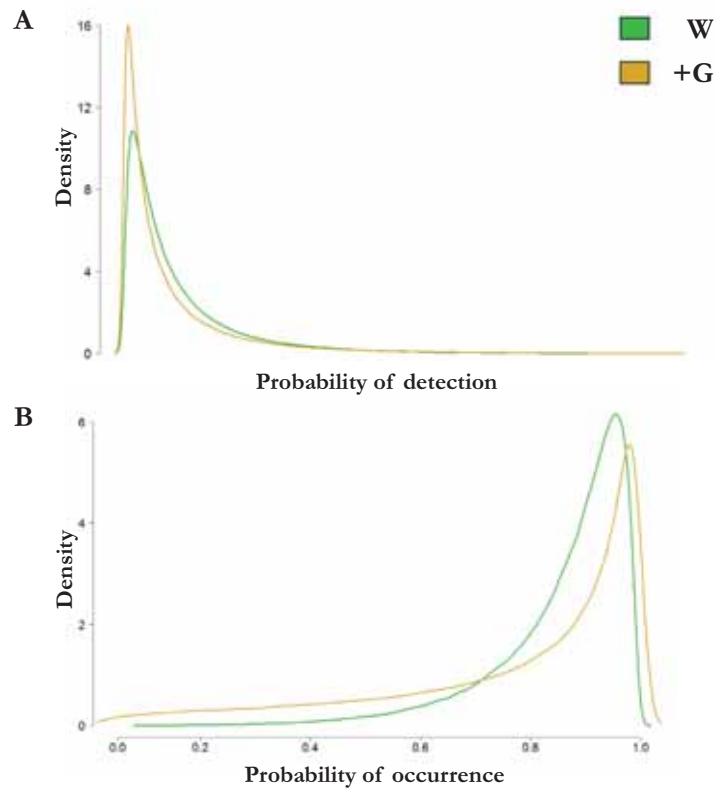 A
W
+G
16
12
8
4
0
Density
Probability of detection
B
6
4
2
0
Density
0.0 0.2 0.4 0.6 0.8 1.0
Probability of occurrence